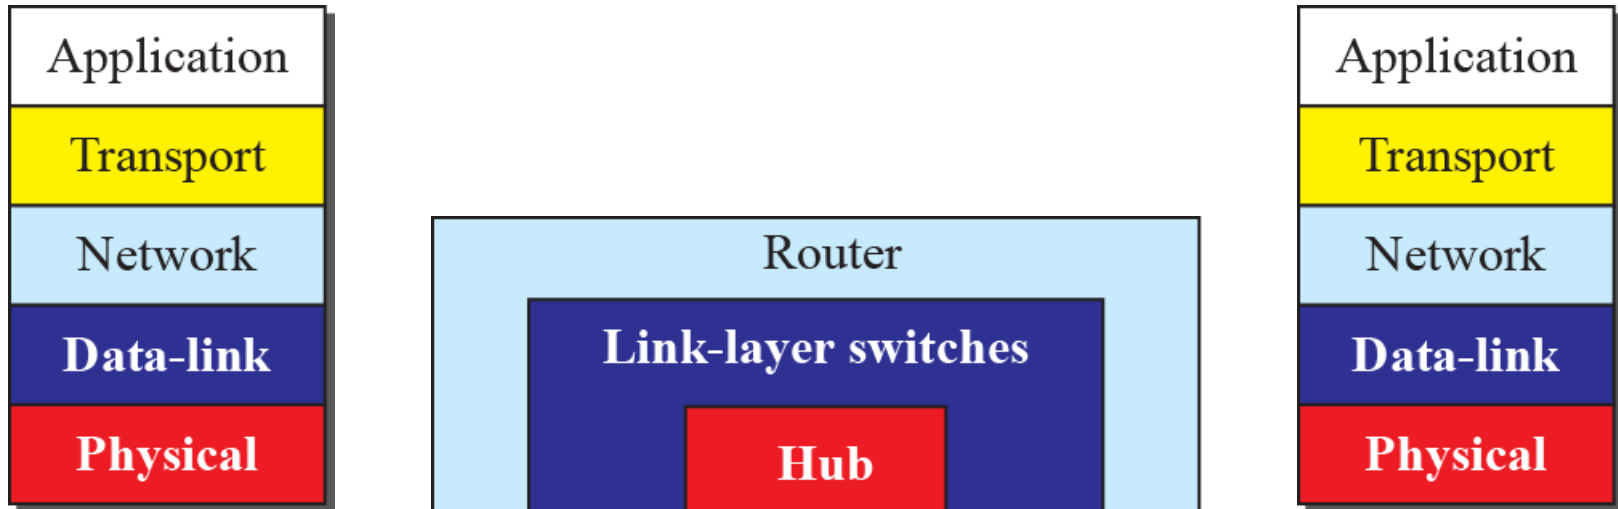 Application
Transport
Network
Data-link
Physical
Router
Link-layer switches
Hub
Application
Transport
Network
Data-link
Physical